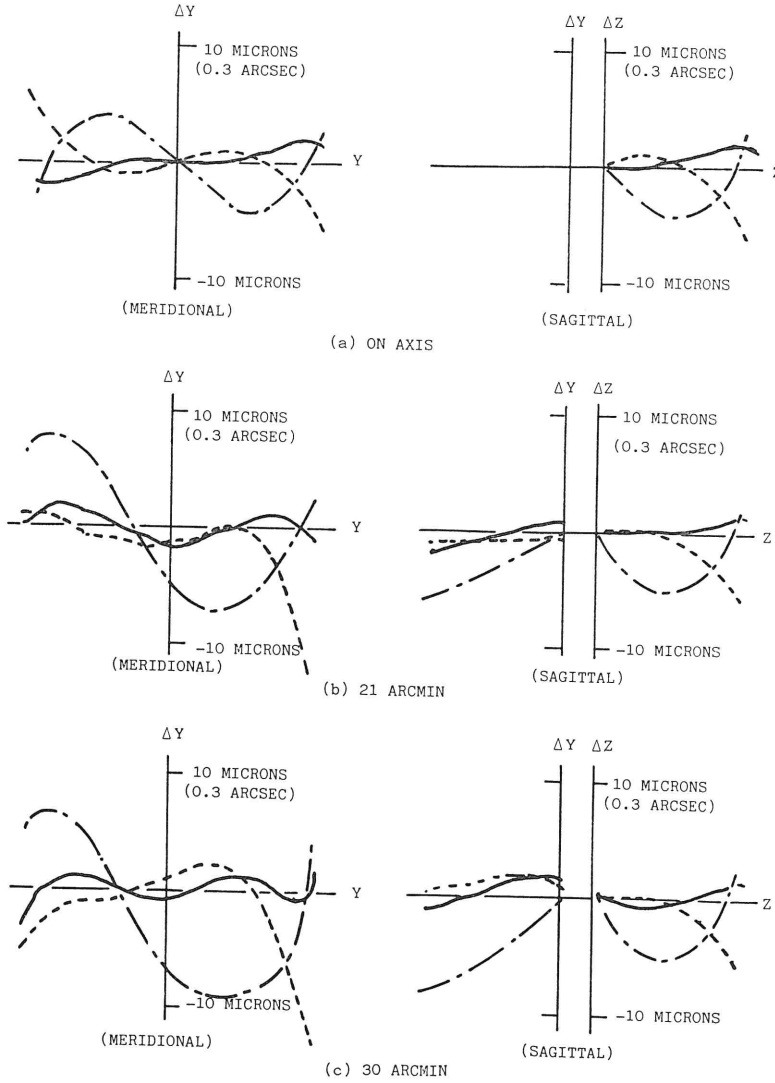 ΔY
10 MICRONS
(0.3 ARCSEC)
Y
-10 MICRONS
(MERIDIONAL)
ΔY ΔZ
10 MICRONS
(0.3 ARCSEC)
Z
-10 MICRONS
(SAGITTAL)
(a) ON AXIS
ΔY
10 MICRONS
(0.3 ARCSEC)
Y
-10 MICRONS
(MERIDIONAL)
ΔY ΔZ
10 MICRONS
(0.3 ARCSEC)
Z
-10 MICRONS
(SAGITTAL)
(b) 21 ARCMIN
ΔY
10 MICRONS
(0.3 ARCSEC)
Y
-10 MICRONS
(MERIDIONAL)
ΔY ΔZ
10 MICRONS
(0.3 ARCSEC)
Z
-10 MICRONS
(SAGITTAL)
(c) 30 ARCMIN